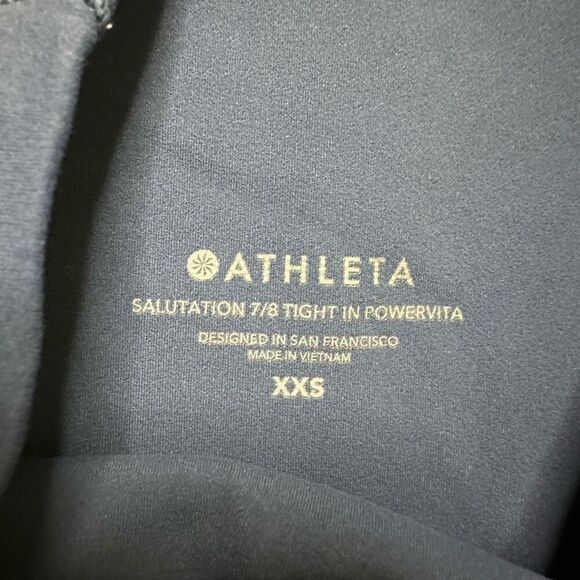 ATHLETA
SALUTATION 7/8 TIGHT IN POWERVITA
DESIGNED IN SAN FRANCISCO
MADE IN VIETNAM
XXS